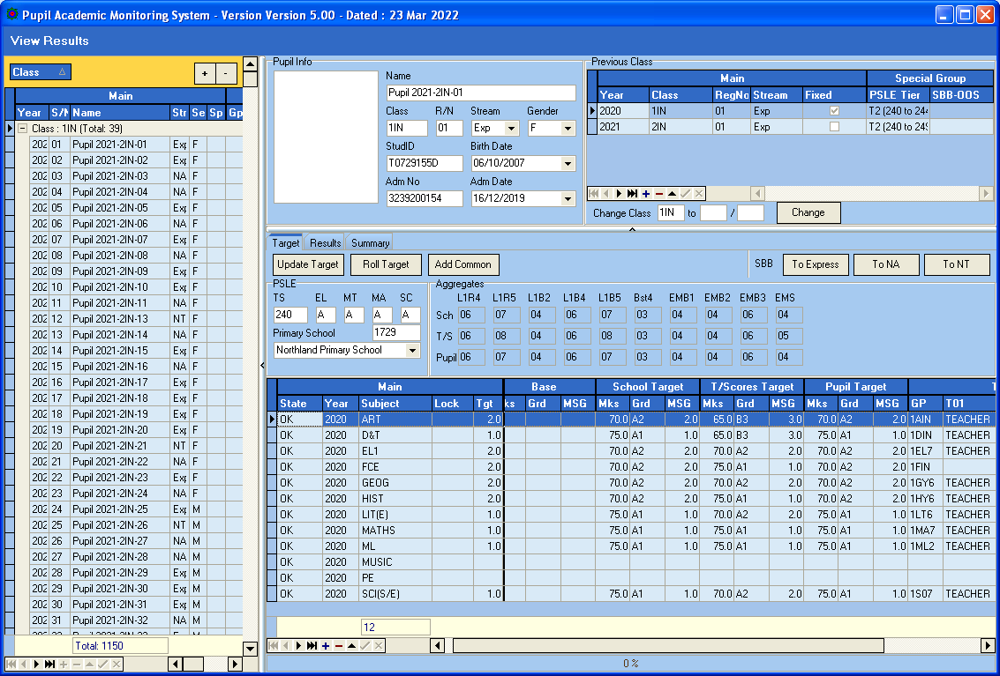 Pupil Academic Monitoring System - Version Version 5.00 - Dated : 23 Mar 2022
View Results
Class
+ -
Main
Year S/N Name Str Se Sp Gp
Class : 1IN (Total: 39)
202 01 Pupil 2021-2IN-01 Exp F
202 02 Pupil 2021-2IN-02 Exp F
202 03 Pupil 2021-2IN-03 NA F
202 04 Pupil 2021-2IN-04 NA F
202 05 Pupil 2021-2IN-05 Exp F
202 06 Pupil 2021-2IN-06 NA F
202 07 Pupil 2021-2IN-07 Exp F
202 08 Pupil 2021-2IN-08 NA F
202 09 Pupil 2021-2IN-09 Exp F
202 10 Pupil 2021-2IN-10 Exp F
202 11 Pupil 2021-2IN-11 NA F
202 12 Pupil 2021-2IN-13 NT F
202 13 Pupil 2021-2IN-14 NA F
202 14 Pupil 2021-2IN-15 Exp F
202 15 Pupil 2021-2IN-16 NA F
202 16 Pupil 2021-2IN-17 Exp F
202 17 Pupil 2021-2IN-18 Exp F
202 18 Pupil 2021-2IN-19 NA F
202 19 Pupil 2021-2IN-20 Exp F
202 20 Pupil 2021-2IN-21 NT F
202 21 Pupil 2021-2IN-22 NA F
202 22 Pupil 2021-2IN-23 Exp F
202 23 Pupil 2021-2IN-24 NA F
202 24 Pupil 2021-2IN-25 Exp M
202 25 Pupil 2021-2IN-26 NT M
202 26 Pupil 2021-2IN-27 NA M
202 27 Pupil 2021-2IN-28 NA M
202 28 Pupil 2021-2IN-29 Exp M
202 29 Pupil 2021-2IN-30 Exp M
202 30 Pupil 2021-2IN-31 Exp M
202 31 Pupil 2021-2IN-32 NA M
Total: 1150
Pupil Info
Name
Pupil 2021-2IN-01
Class R/N Stream Gender
1IN 01 Exp F
StudID Birth Date
T0729155D 06/10/2007
Adm No Adm Date
3239200154 16/12/2019
Previous Class
Main Special Group
Year Class RegNo Stream Fixed PSLE Tier SBB-OOS
2020 1IN 01 Exp T2 (240 to 24
2021 2IN 01 Exp T2 (240 to 24
Change Class 1IN to / Change
Target Results Summary
Update Target Roll Target Add Common SBB To Express To NA To NT
PSLE
TS EL MT MA SC
240 A A A A
Primary School 1729
Northland Primary School
Aggregates
L1R4 L1R5 L1B2 L1B4 L1B5 Bst4 EMB1 EMB2 EMB3 EMS
Sch 06 07 04 06 07 03 04 04 06 04
T/S 06 08 04 06 08 03 04 04 06 05
Pupil 06 07 04 06 07 03 04 04 06 04
Main Base School Target T/Scores Target Pupil Target
State Year Subject Lock Tgt ks Grd MSG Mks Grd MSG Mks Grd MSG Mks Grd MSG GP T01
OK 2020 ART 2.0 70.0 A2 2.0 65.0 B3 3.0 70.0 A2 2.0 1AIN TEACHER
OK 2020 D&T 1.0 75.0 A1 1.0 65.0 B3 3.0 75.0 A1 1.0 1DIN TEACHER
OK 2020 EL1 2.0 70.0 A2 2.0 70.0 A2 2.0 70.0 A2 2.0 1EL7 TEACHER
OK 2020 FCE 2.0 70.0 A2 2.0 75.0 A1 1.0 70.0 A2 2.0 1FIN
OK 2020 GEOG 2.0 70.0 A2 2.0 70.0 A2 2.0 70.0 A2 2.0 1GY6 TEACHER
OK 2020 HIST 2.0 70.0 A2 2.0 75.0 A1 1.0 70.0 A2 2.0 1HY6 TEACHER
OK 2020 LIT(E) 1.0 75.0 A1 1.0 70.0 A2 2.0 75.0 A1 1.0 1LT6 TEACHER
OK 2020 MATHS 1.0 75.0 A1 1.0 75.0 A1 1.0 75.0 A1 1.0 1MA7 TEACHER
OK 2020 ML 1.0 75.0 A1 1.0 75.0 A1 1.0 75.0 A1 1.0 1ML2 TEACHER
OK 2020 MUSIC
OK 2020 PE
OK 2020 SCI(S/E) 1.0 75.0 A1 1.0 70.0 A2 2.0 75.0 A1 1.0 1S07 TEACHER
12
0 %